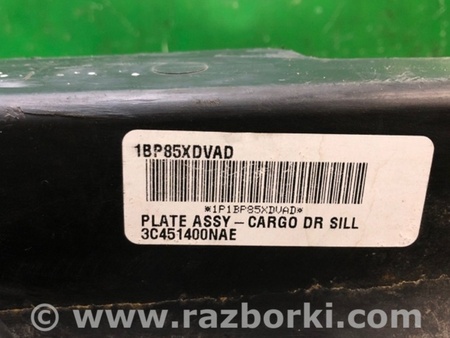 1BP85XDVAD
*1P1BP85XDVAD*
PLATE ASSY - CARGO DR SILL
3C451400NAE
www.razborki.com